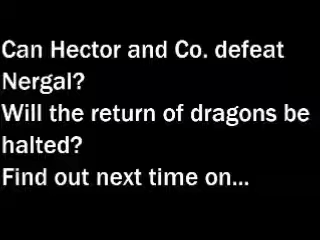 Can Hector and Co. defeat
Nergal?
Will the return of dragons be
halted?
Find out next time on...